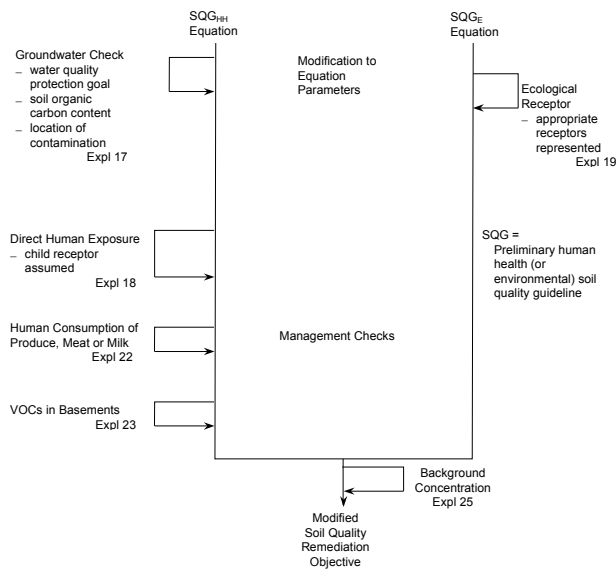 SQGHH
Equation
SQGE
Equation
Groundwater Check
– water quality
protection goal
– soil organic
carbon content
– location of
contamination
Expl 17
Modification to
Equation
Parameters
Ecological
Receptor
– appropriate
receptors
represented
Expl 19
Direct Human Exposure
– child receptor
assumed
Expl 18
SQG =
Preliminary human
health (or
environmental) soil
quality guideline
Human Consumption of
Produce, Meat or Milk
Expl 22
Management Checks
VOCs in Basements
Expl 23
Background
Concentration
Expl 25
Modified
Soil Quality
Remediation
Objective